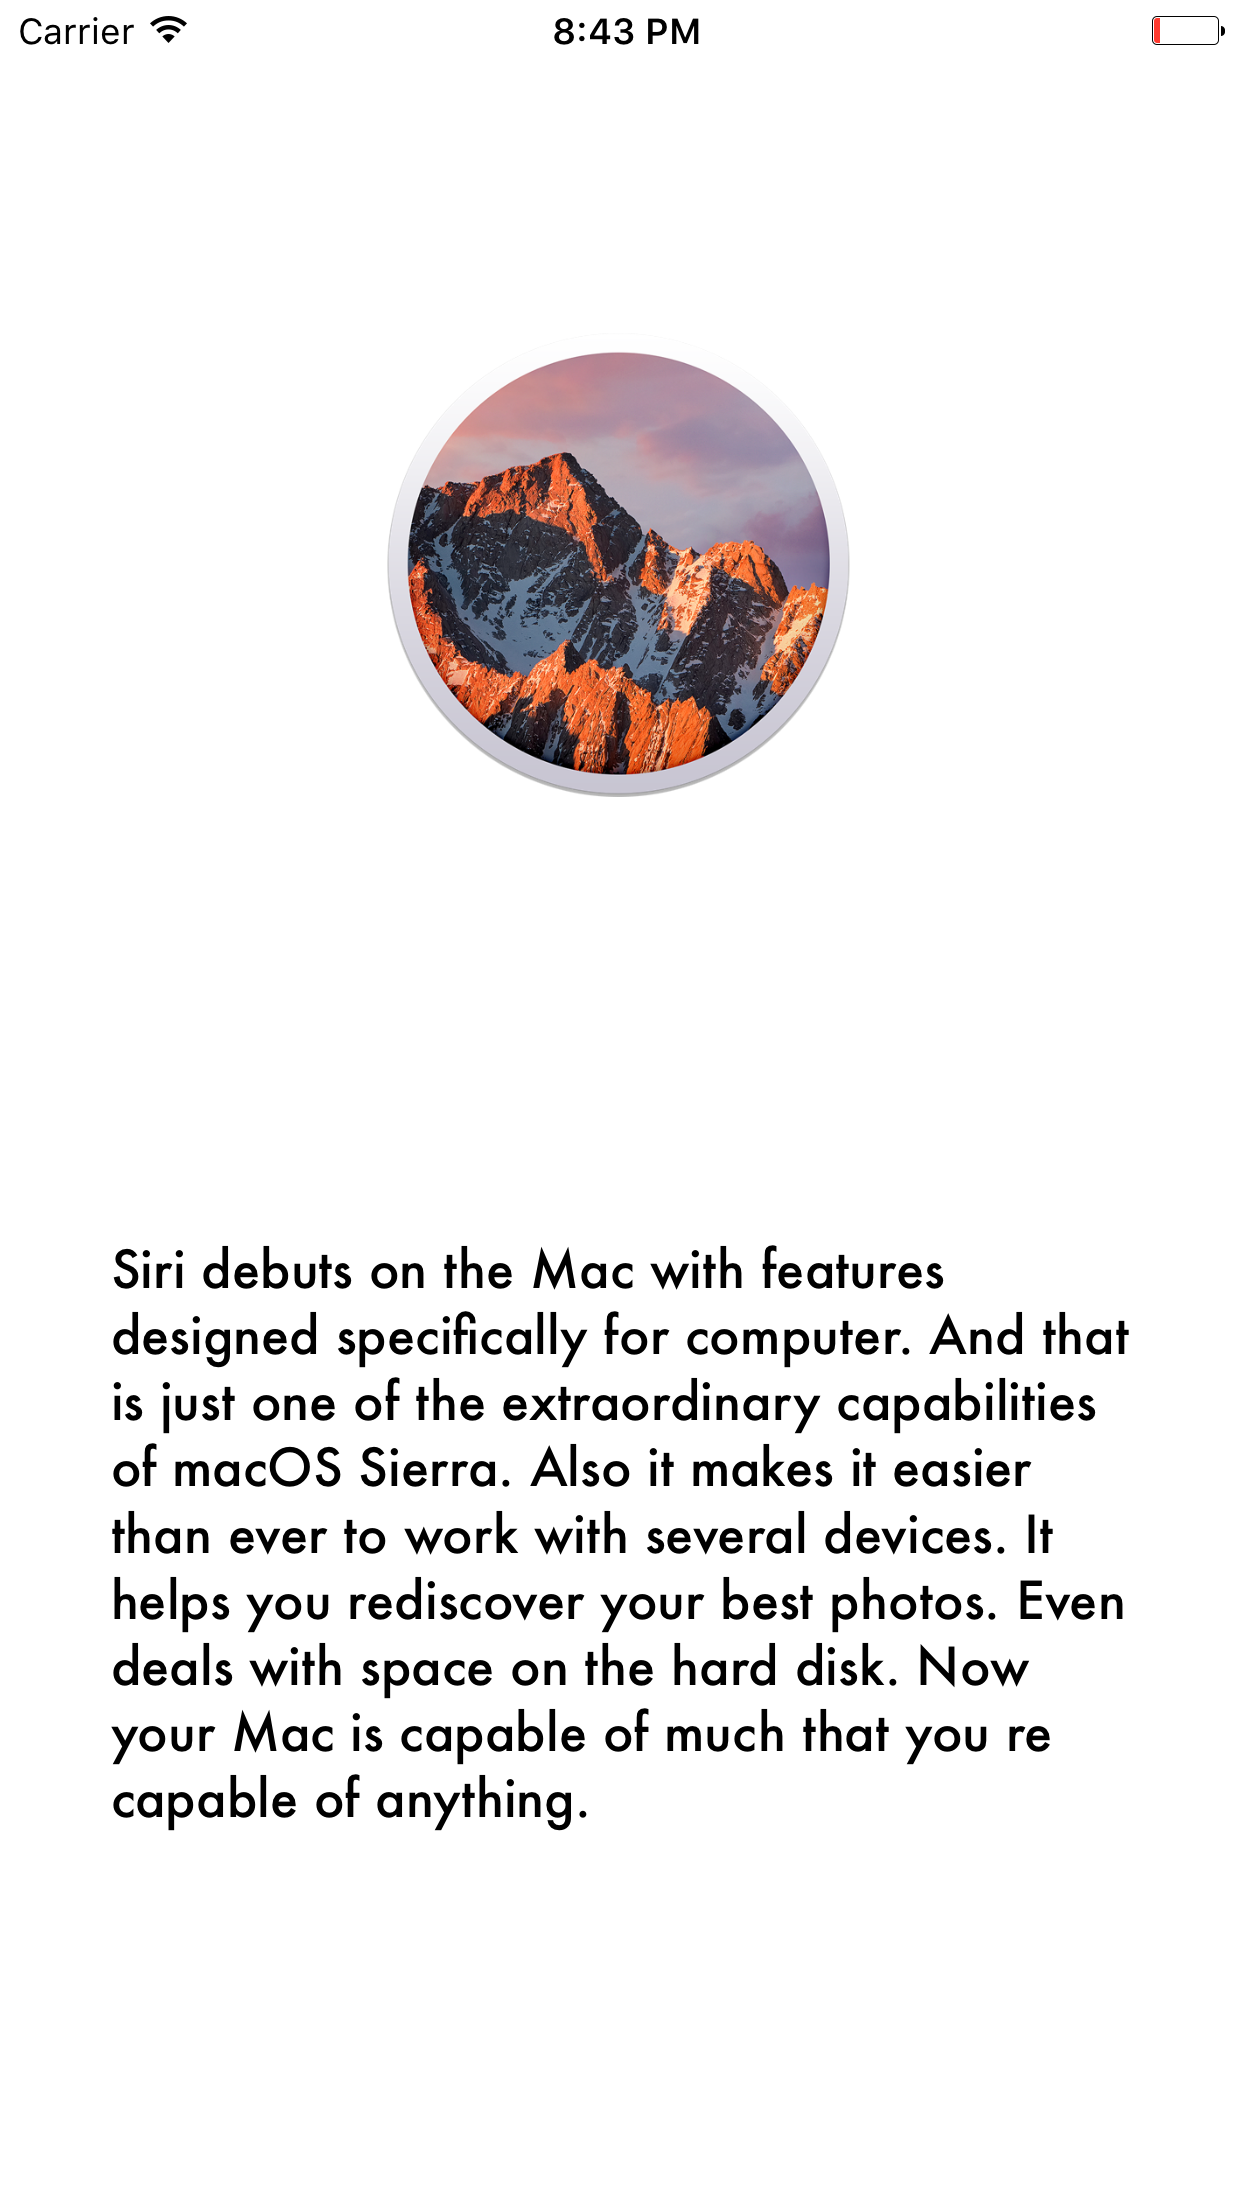 Carrier
8:43 PM
Siri debuts on the Mac with features
designed specifically for computer. And that
is just one of the extraordinary capabilities
of macOS Sierra. Also it makes it easier
than ever to work with several devices. It
helps you rediscover your best photos. Even
deals with space on the hard disk. Now
your Mac is capable of much that you re
capable of anything.